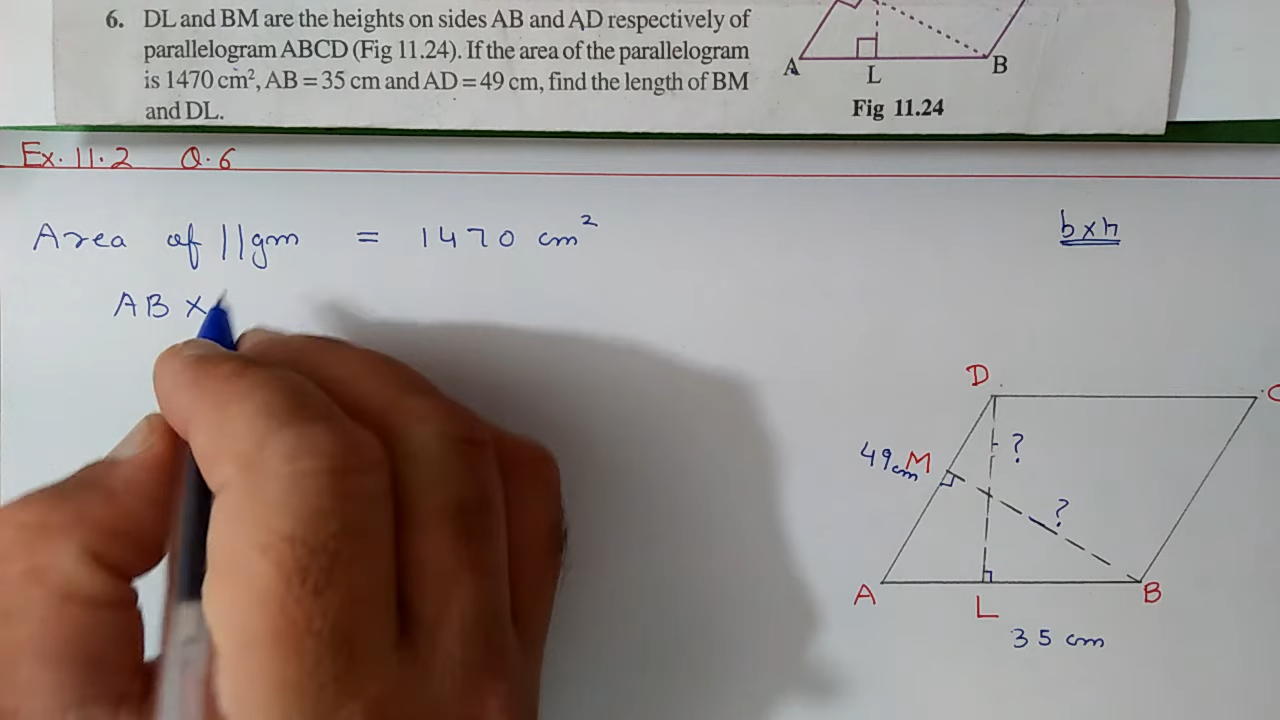 6. DL and BM are the heights on sides AB and AD respectively of
parallelogram ABCD (Fig 11.24). If the area of the parallelogram
is 1470 cm², AB = 35 cm and AD = 49 cm, find the length of BM
and DL.
A
L
B
Fig 11.24
Ex. 11.2 Q.6
Area of ||gm = 1470 cm²
b×h
AB ×
D
C
49cm M
?
?
A
L
B
35 cm